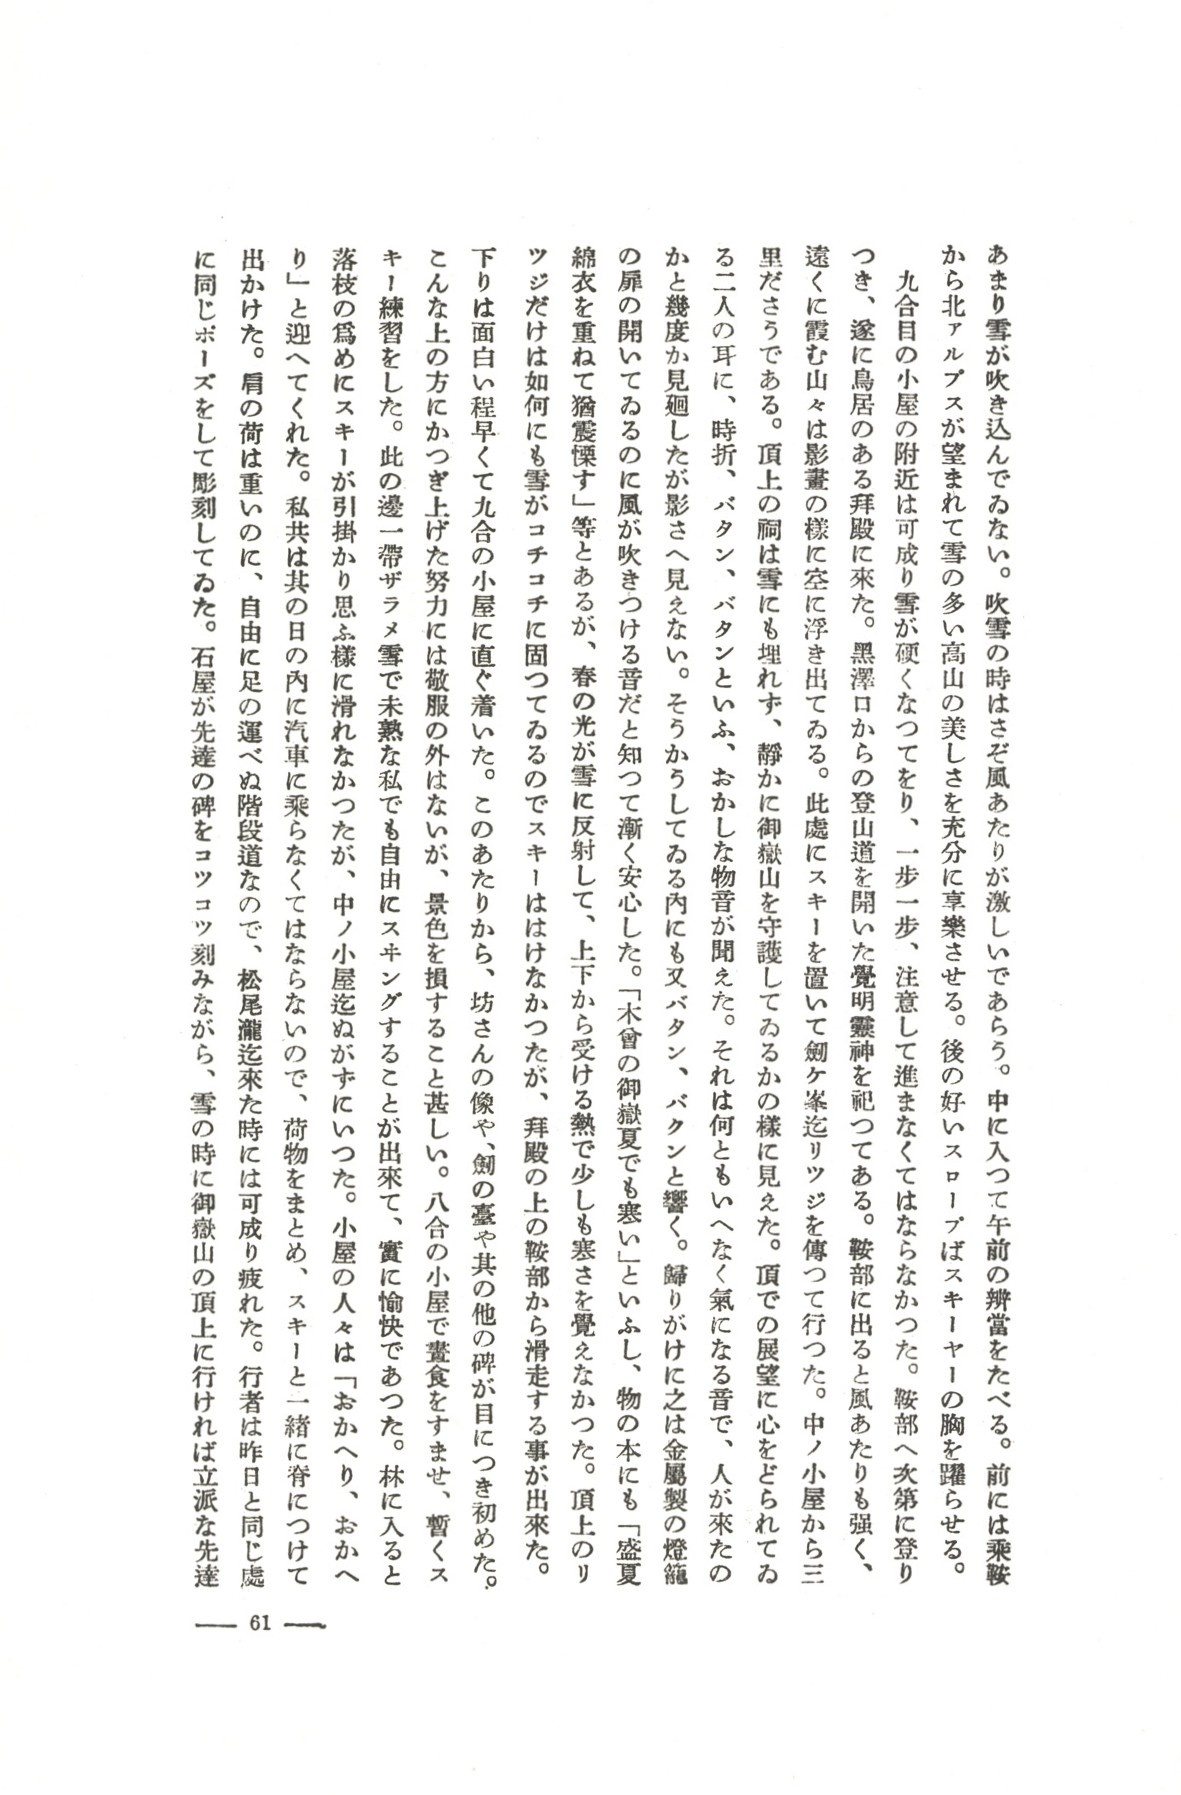 あまり雪が吹き込んでゐない。吹雪の時はさぞ風あたりが激しいであらう。中に入つて午前の辨當をたべる。前には乘鞍
から北アルプスが望まれて雪の多い高山の美しさを充分に享樂させる。後の好いスロープばスキーヤーの胸を躍らせる。
九合目の小屋の附近は可成り雪が硬くなつてをり、一步一步、注意して進まなくてはならなかつた。鞍部へ次第に登り
つき、遂に鳥居のある拜殿に來た。黑澤口からの登山道を開いた覺明靈神を祀つてある。鞍部に出ると風あたりも强く、
遠くに霞む山々は影畫の樣に空に浮き出てゐる。此處にスキーを置いて劒ケ峯迄リツジを傳つて行つた。中ノ小屋から三
里ださうである。頂上の祠は雪にも埋れず、靜かに御嶽山を守護してゐるかの樣に見えた。頂での展望に心をどられてゐ
る二人の耳に、時折、バタン、バタンといふ、おかしな物音が聞えた。それは何ともいへなく氣になる音で、人が來たの
かと幾度か見廻したが影さへ見えない。そうかうしてゐる內にも又バタン、バクンと響く。歸りがけに之は金屬製の燈籠
の扉の開いてゐるのに風が吹きつける音だと知つて漸く安心した。「木曾の御嶽夏でも寒い」といふし、物の本にも「盛夏
綿衣を重ねて猶震慄す」等とあるが、春の光が雪に反射して、上下から受ける熱で少しも寒さを覺えなかつた。頂上のリ
ツジだけは如何にも雪がコチコチに固つてゐるのでスキーははけなかつたが、拜殿の上の鞍部から滑走する事が出來た。
下りは面白い程早くて九合の小屋に直ぐ着いた。このあたりから、坊さんの像や、劒の臺や其の他の碑が目につき初めた。
こんな上の方にかつぎ上げた努力には敬服の外はないが、景色を損すること甚しい。八合の小屋で晝食をすませ、暫くス
キー練習をした。此の邊一帶ザラメ雪で未熟な私でも自由にスヰングすることが出來て、實に愉快であつた。林に入ると
落枝の爲めにスキーが引掛かり思ふ樣に滑れなかつたが、中ノ小屋迄ぬがずにいつた。小屋の人々は「おかへり、おかへ
り」と迎へてくれた。私共は其の日の內に汽車に乘らなくてはならないので、荷物をまとめ、スキーと一緖に脊につけて
出かけた。肩の荷は重いのに、自由に足の運べぬ階段道なので、松尾瀧迄來た時には可成り疲れた。行者は昨日と同じ處
に同じポーズをして彫刻してゐた。石屋が先達の碑をコツコツ刻みながら、雪の時に御嶽山の頂上に行ければ立派な先達
— 61 —